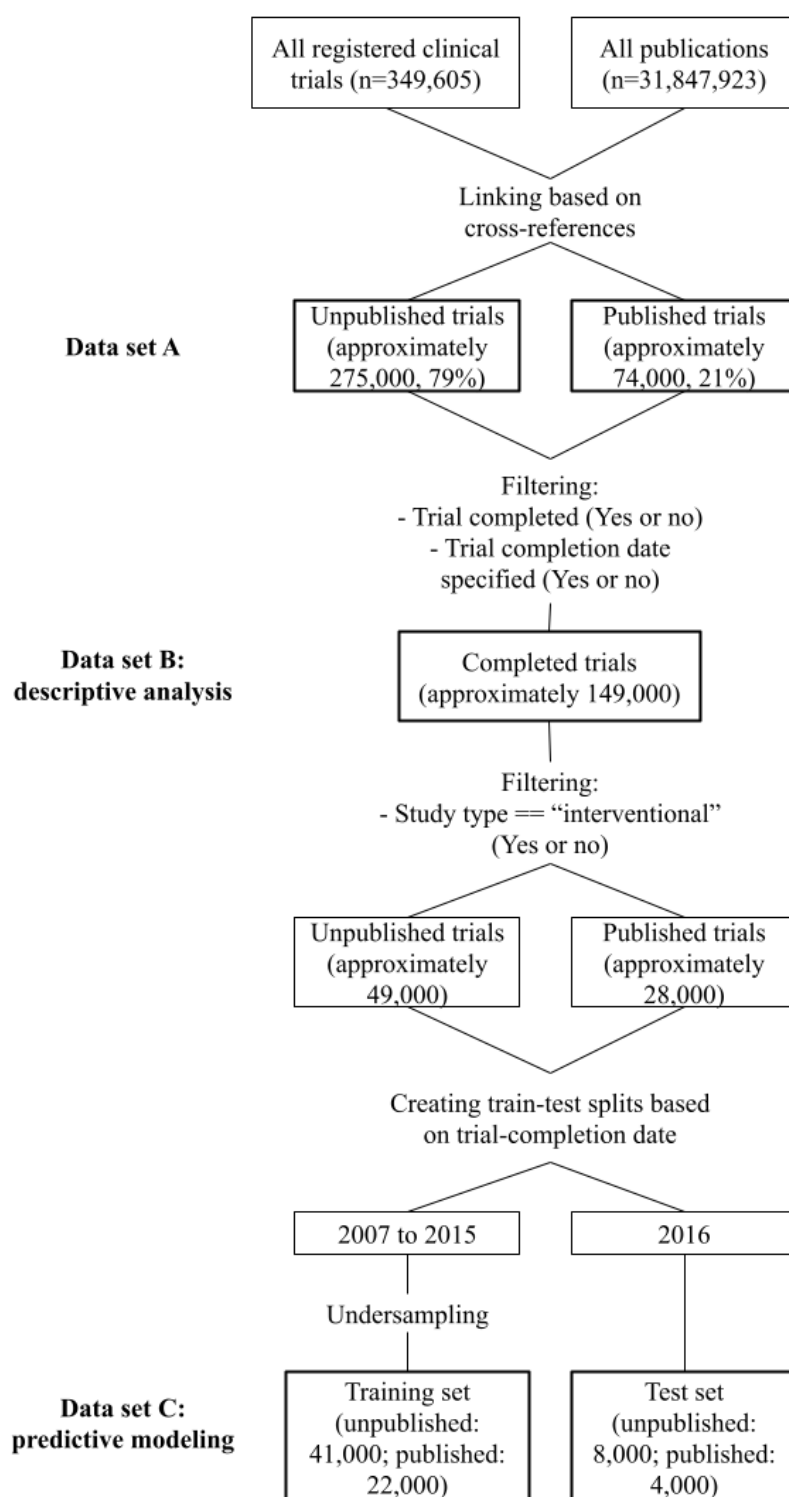 All registered clinical
trials (n=349,605)
All publications
(n=31,847,923)
Linking based on
cross-references
Data set A
Unpublished trials
(approximately
275,000, 79%)
Published trials
(approximately
74,000, 21%)
Filtering:
- Trial completed (Yes or no)
- Trial completion date
specified (Yes or no)
Data set B:
descriptive analysis
Completed trials
(approximately 149,000)
Filtering:
- Study type == “interventional”
(Yes or no)
Unpublished trials
(approximately
49,000)
Published trials
(approximately
28,000)
Creating train-test splits based
on trial-completion date
2007 to 2015
2016
Undersampling
Data set C:
predictive modeling
Training set
(unpublished:
41,000; published:
22,000)
Test set
(unpublished:
8,000; published:
4,000)